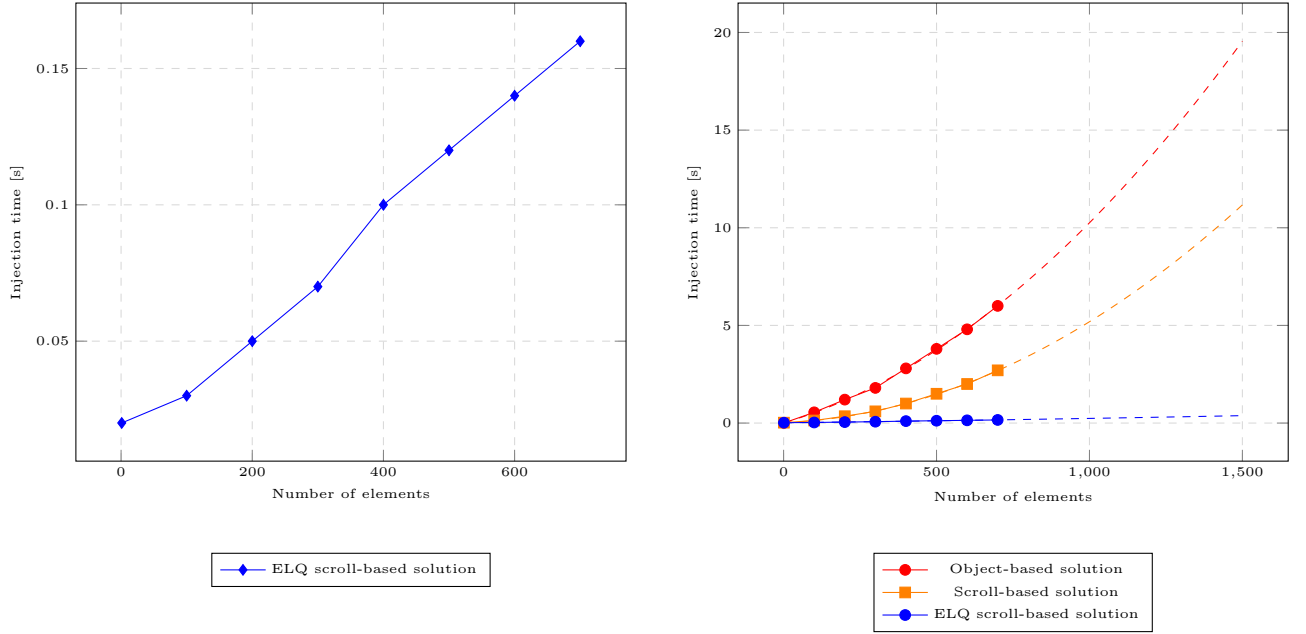 0.15
0.1
0.05
Injection time [s]
0
200
400
600
Number of elements
ELQ scroll-based solution
20
15
10
5
0
Injection time [s]
0
500
1,000
1,500
Number of elements
Object-based solution
Scroll-based solution
ELQ scroll-based solution